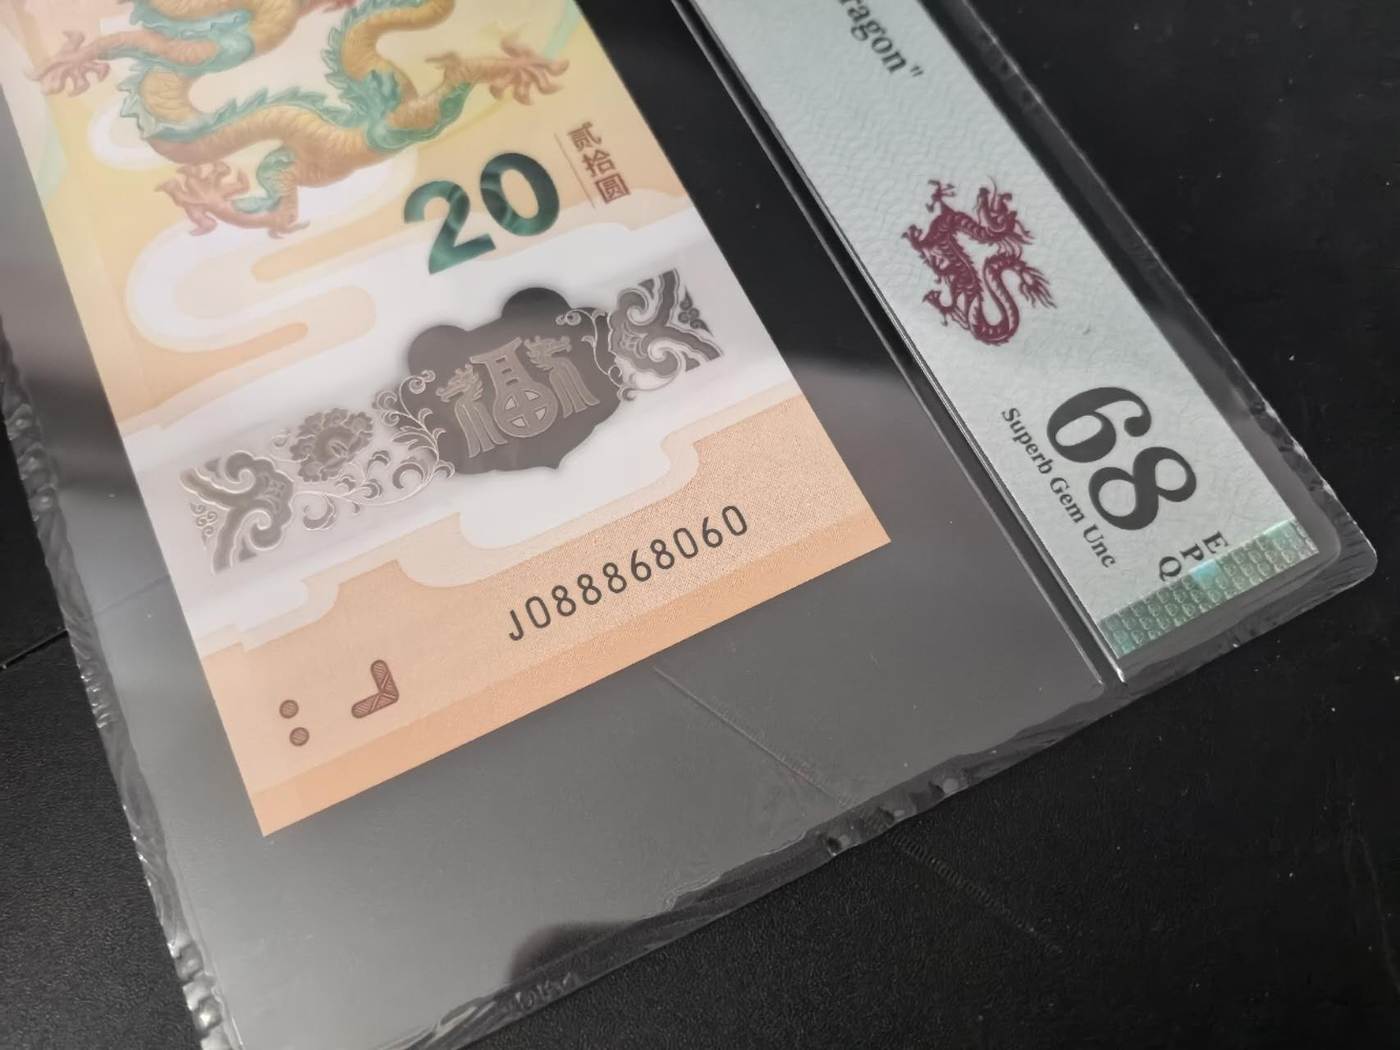 20
贰拾圆
福
J088868060
ragon"
68
Superb Gem Unc
E
P
Q